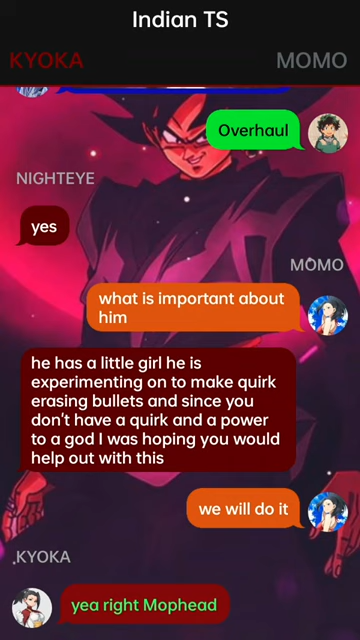 Indian TS
KYOKA
MOMO
Overhaul
NIGHTEYE
yes
MOMO
what is important about
him
he has a little girl he is
experimenting on to make quirk
erasing bullets and since you
don't have a quirk and a power
to a god I was hoping you would
help out with this
we will do it
KYOKA
yea right Mophead